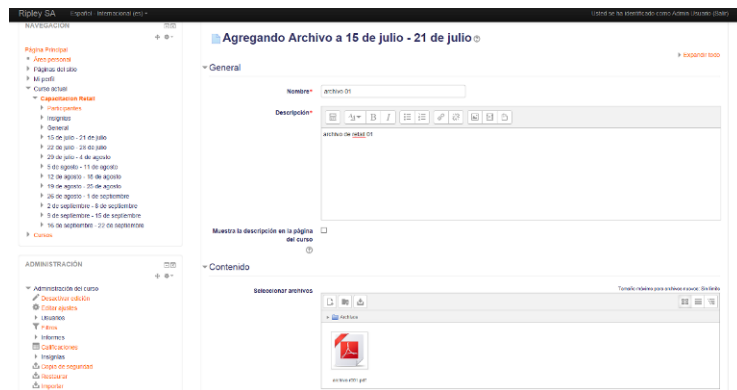 Ripley SA Español - Internacional (es)
Usted se ha identificado como Admin Usuario (Salir)
NAVEGACIÓN
Página Principal
Área personal
Páginas del sitio
Mi perfil
Curso actual
Capacitacion Retail
Participantes
Insignias
General
15 de julio - 21 de julio
22 de julio - 28 de julio
29 de julio - 4 de agosto
5 de agosto - 11 de agosto
12 de agosto - 18 de agosto
19 de agosto - 25 de agosto
26 de agosto - 1 de septiembre
2 de septiembre - 8 de septiembre
9 de septiembre - 15 de septiembre
16 de septiembre - 22 de septiembre
Cursos
ADMINISTRACIÓN
Administración del curso
Desactivar edición
Editar ajustes
Usuarios
Filtros
Informes
Calificaciones
Insignias
Copia de seguridad
Restaurar
Importar
Agregando Archivo a 15 de julio - 21 de julio
Expandir todo
General
Nombre*
archivo 01
Descripción*
B I
archivo de retail 01
Muestra la descripción en la página
del curso
Contenido
Seleccionar archivos
Tamaño máximo para archivos nuevos: Sin límite
Archivos